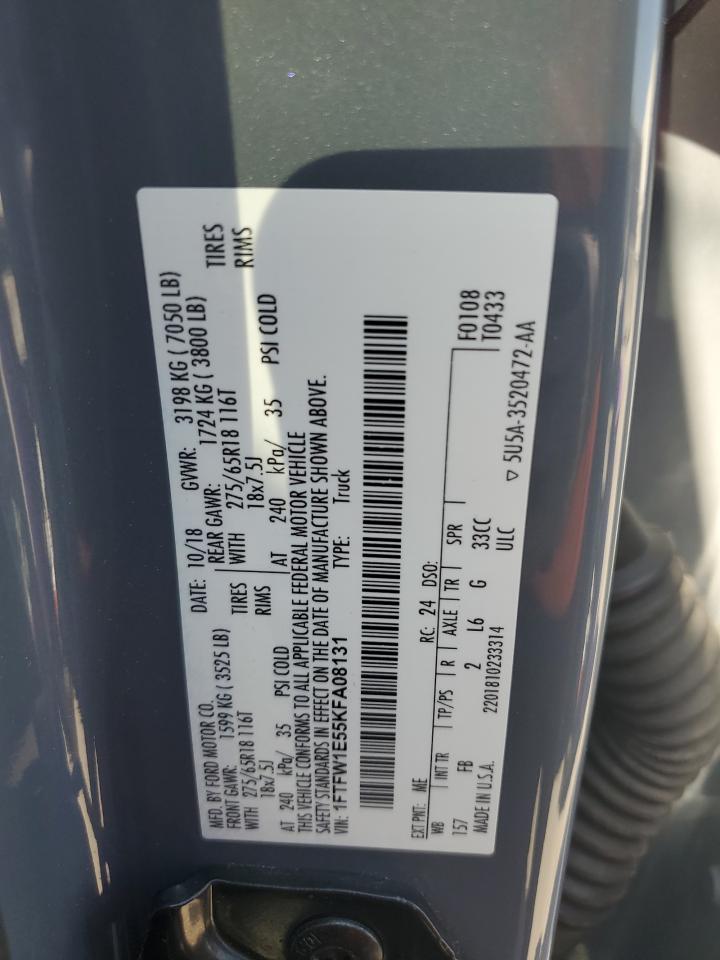 MFD. BY FORD MOTOR CO.
DATE: 10/18 GVWR: 3198 KG ( 7050 LB)
FRONT GAWR: 1599 KG ( 3525 LB) REAR GAWR: 1724 KG ( 3800 LB)
WITH 275/65R18 116T TIRES WITH 275/65R18 116T TIRES
18x7.5J RIMS 18x7.5J RIMS
AT 240 kPa/ 35 PSI COLD AT 240 kPa/ 35 PSI COLD
THIS VEHICLE CONFORMS TO ALL APPLICABLE FEDERAL MOTOR VEHICLE
SAFETY STANDARDS IN EFFECT ON THE DATE OF MANUFACTURE SHOWN ABOVE.
VIN: 1FTFW1E55KFA08131 TYPE: Truck
EXT PNT: ME RC: 24 DSO:
WB INT TR TP/PS R AXLE TR SPR F0108
157 FB 2 L6 G 33CC T0433
2201810233314 ULC
MADE IN U.S.A. 5U5A-3520472-AA